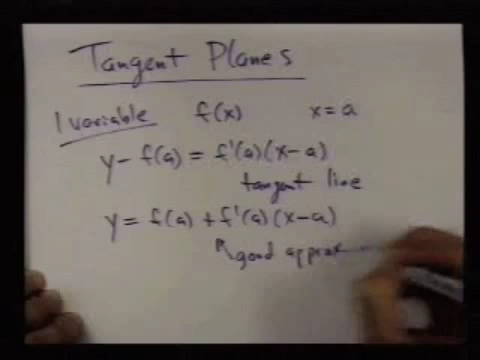 Tangent Planes
1 variable f(x) x=a
y-f(a) = f'(a)(x-a)
tangent line
y = f(a) + f'(a)(x-a)
good approx